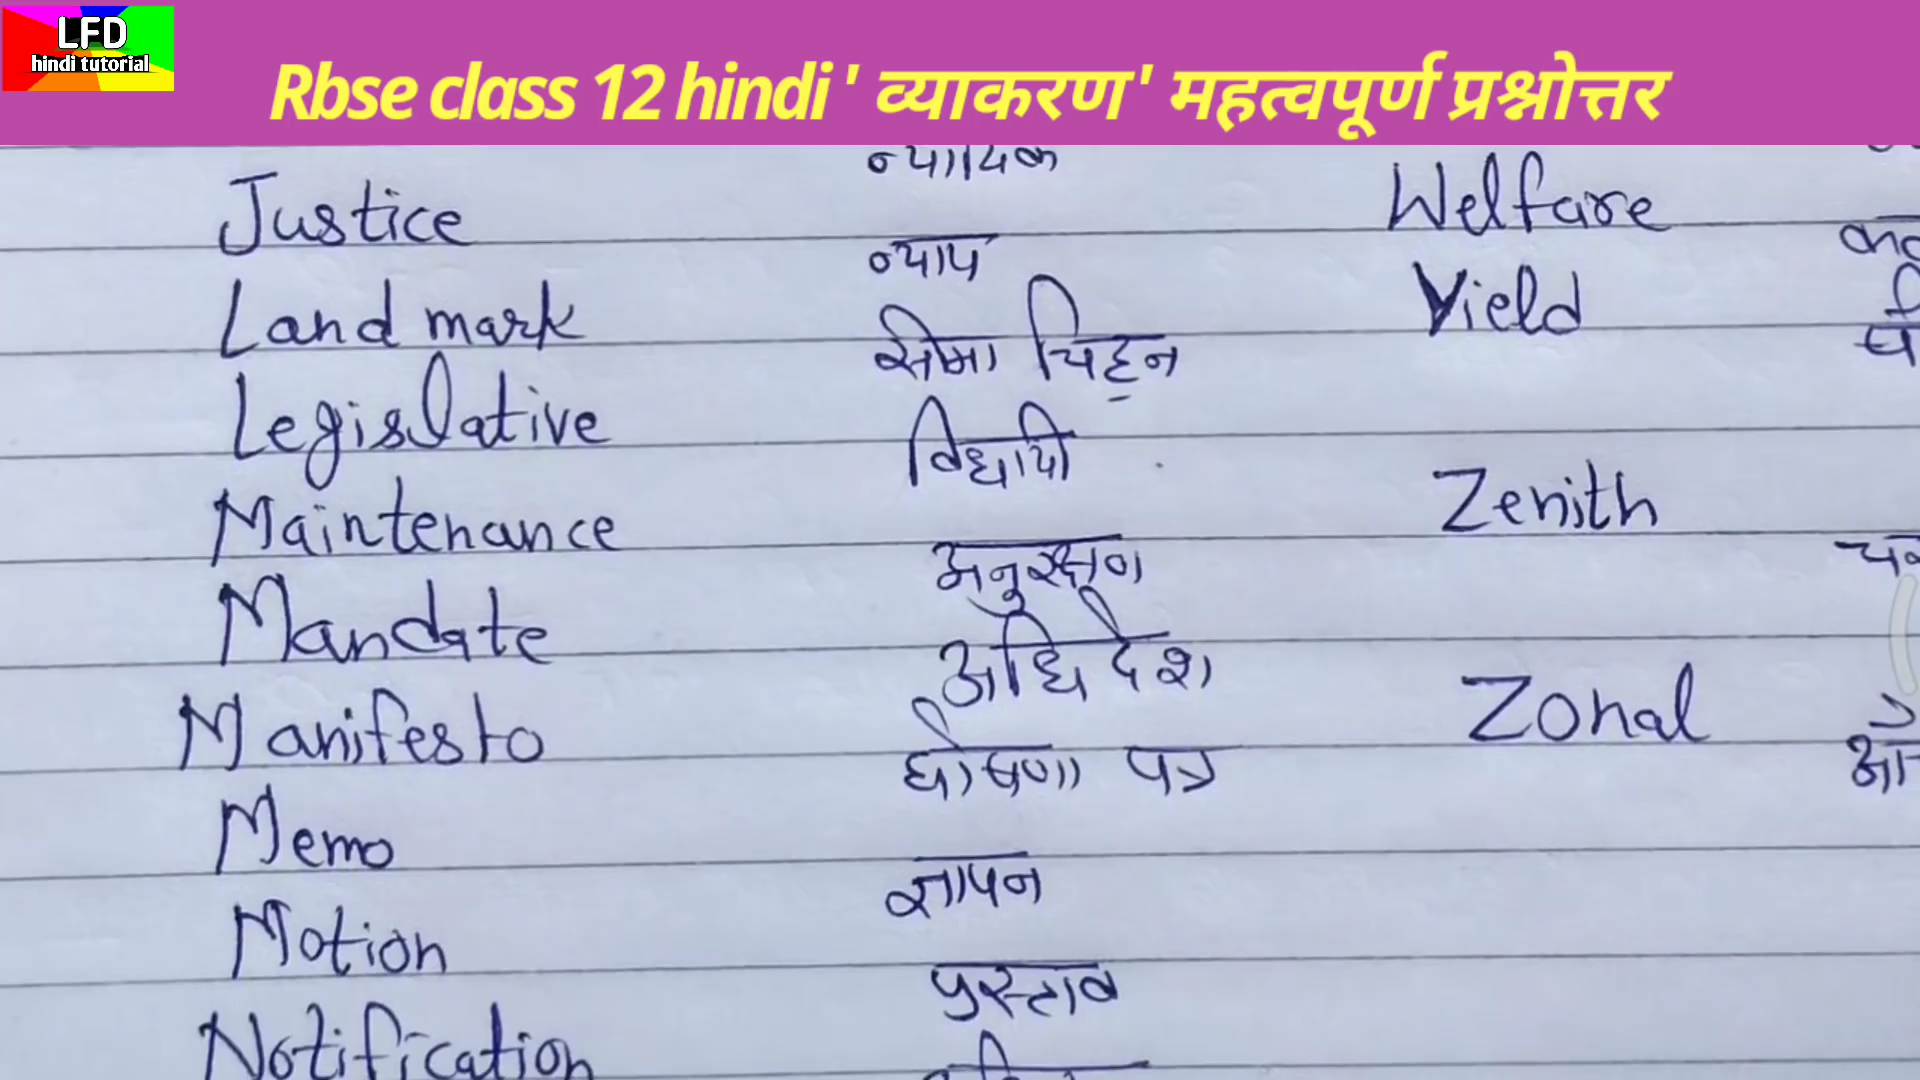 LFD
hindi tutorial
Rbse class 12 hindi ' व्याकरण' महत्वपूर्ण प्रश्नोत्तर
न्यायिक
Justice न्याय Welfare
Land mark सीमा चिह्न Yield
Legislative विधायी
Maintenance अनुरक्षण Zenith
Mandate अधिदेश
Manifesto घोषणा पत्र Zonal
Memo ज्ञापन
Motion प्रस्ताव
Notification